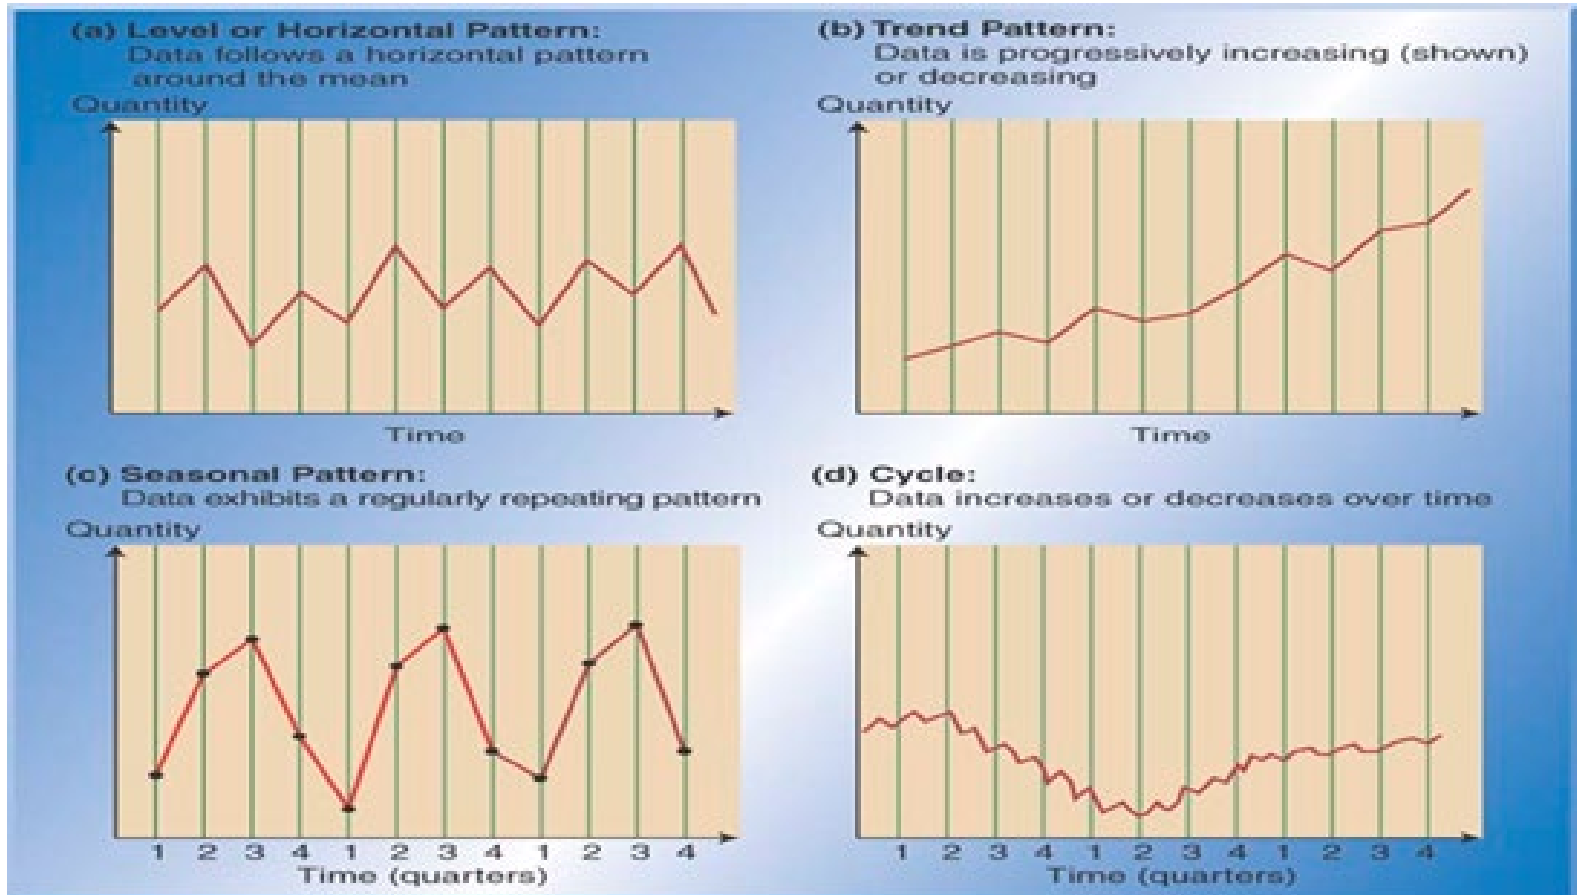 (a) Level or Horizontal Pattern:
Data follows a horizontal pattern
around the mean
Quantity
Time
(b) Trend Pattern:
Data is progressively increasing (shown)
or decreasing
Quantity
Time
(c) Seasonal Pattern:
Data exhibits a regularly repeating pattern
Quantity
1 2 3 4 1 2 3 4 1 2 3 4
Time (quarters)
(d) Cycle:
Data increases or decreases over time
Quantity
1 2 3 4 1 2 3 4 1 2 3 4
Time (quarters)